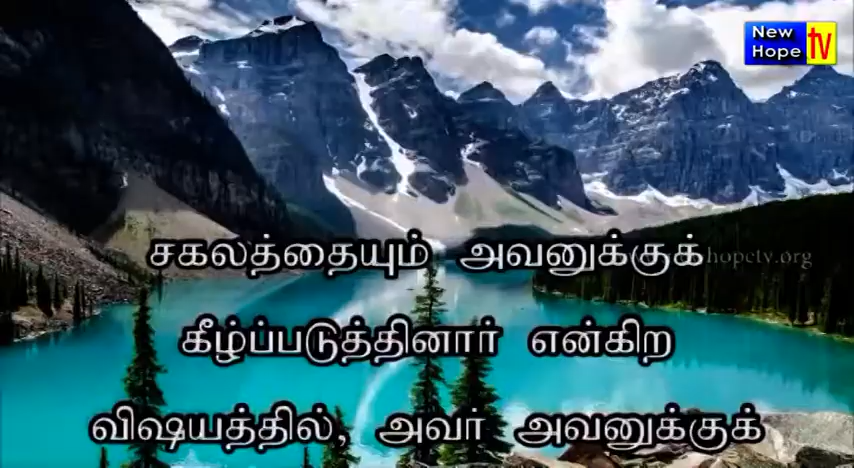 New
Hope tv
சகலத்தையும் அவனுக்குக்
கீழ்ப்படுத்தினார் என்கிற
விஷயத்தில், அவர் அவனுக்குக்